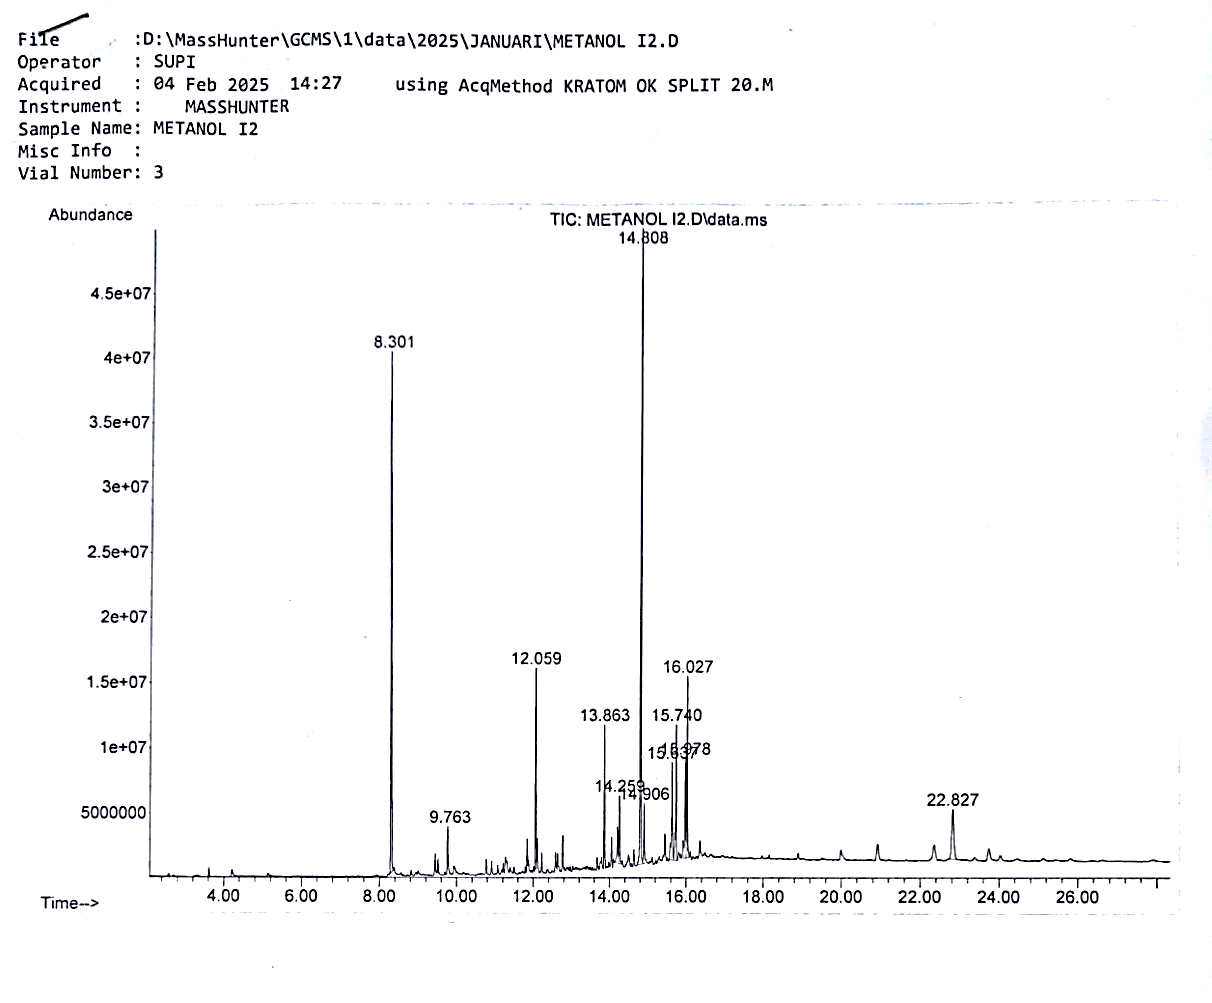 File :D:\MassHunter\GCMS\1\data\2025\JANUARI\METANOL I2.D
Operator : SUPI
Acquired : 04 Feb 2025 14:27 using AcqMethod KRATOM OK SPLIT 20.M
Instrument : MASSHUNTER
Sample Name: METANOL I2
Misc Info :
Vial Number: 3
Abundance
TIC: METANOL I2.D\data.ms
14.808
4.5e+07
8.301
4e+07
3.5e+07
3e+07
2.5e+07
2e+07
12.059
16.027
1.5e+07
13.863
15.740
1e+07
15.637
15.978
14.259
14.906
22.827
5000000
9.763
4.00 6.00 8.00 10.00 12.00 14.00 16.00 18.00 20.00 22.00 24.00 26.00
Time-->